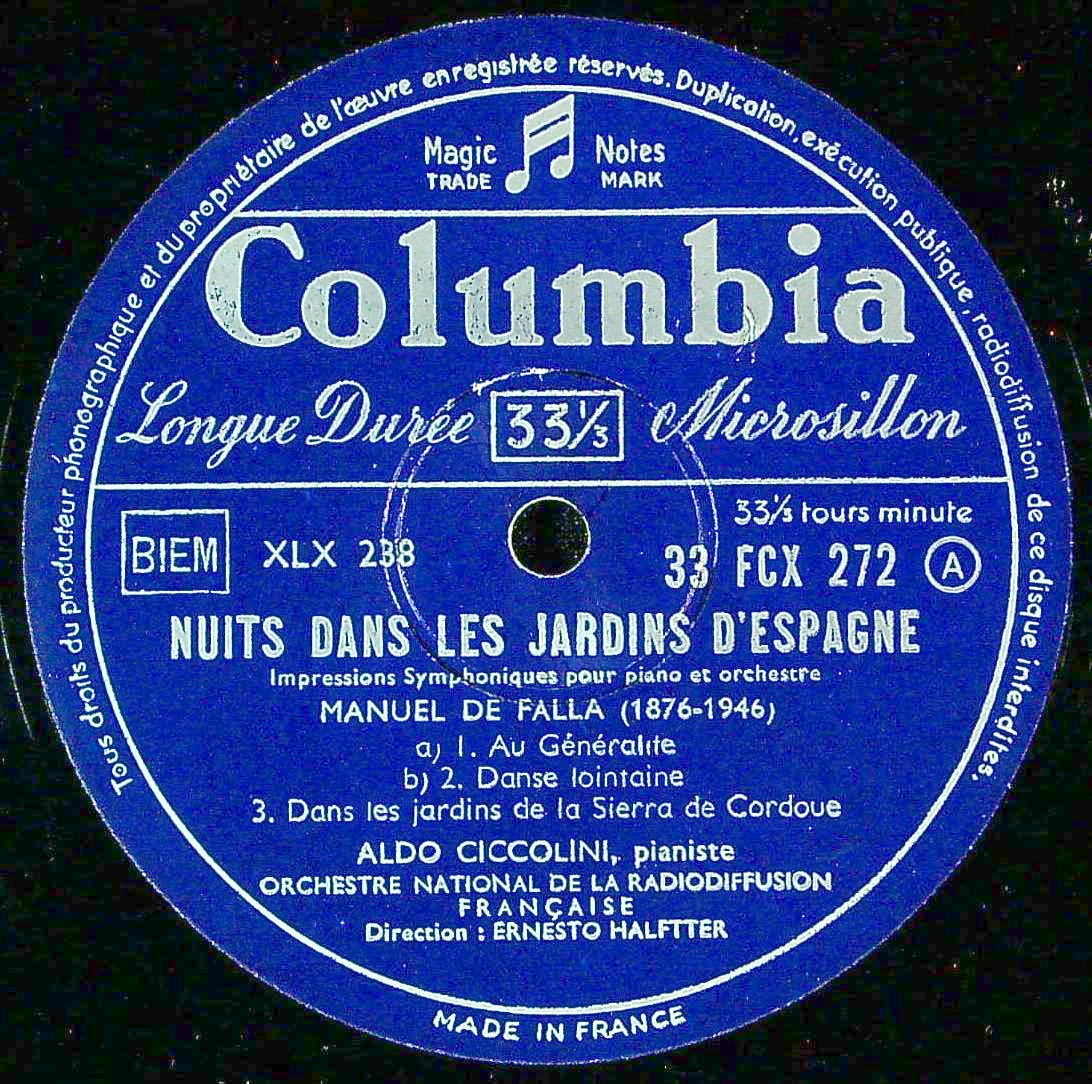 Tous droits du producteur phonographique et du propriétaire de l'œuvre enregistrée réservés. Duplication, exécution publique, radiodiffusion de ce disque interdites.
Magic Notes
TRADE MARK
Columbia
Longue Durée 33⅓ Microsillon
33⅓ tours minute
BIEM XLX 238 33 FCX 272 A
NUITS DANS LES JARDINS D'ESPAGNE
Impressions Symphoniques pour piano et orchestre
MANUEL DE FALLA (1876-1946)
a) 1. Au Généralite
b) 2. Danse lointaine
3. Dans les jardins de la Sierra de Cordoue
ALDO CICCOLINI, pianiste
ORCHESTRE NATIONAL DE LA RADIODIFFUSION
FRANÇAISE
Direction : ERNESTO HALFTTER
MADE IN FRANCE